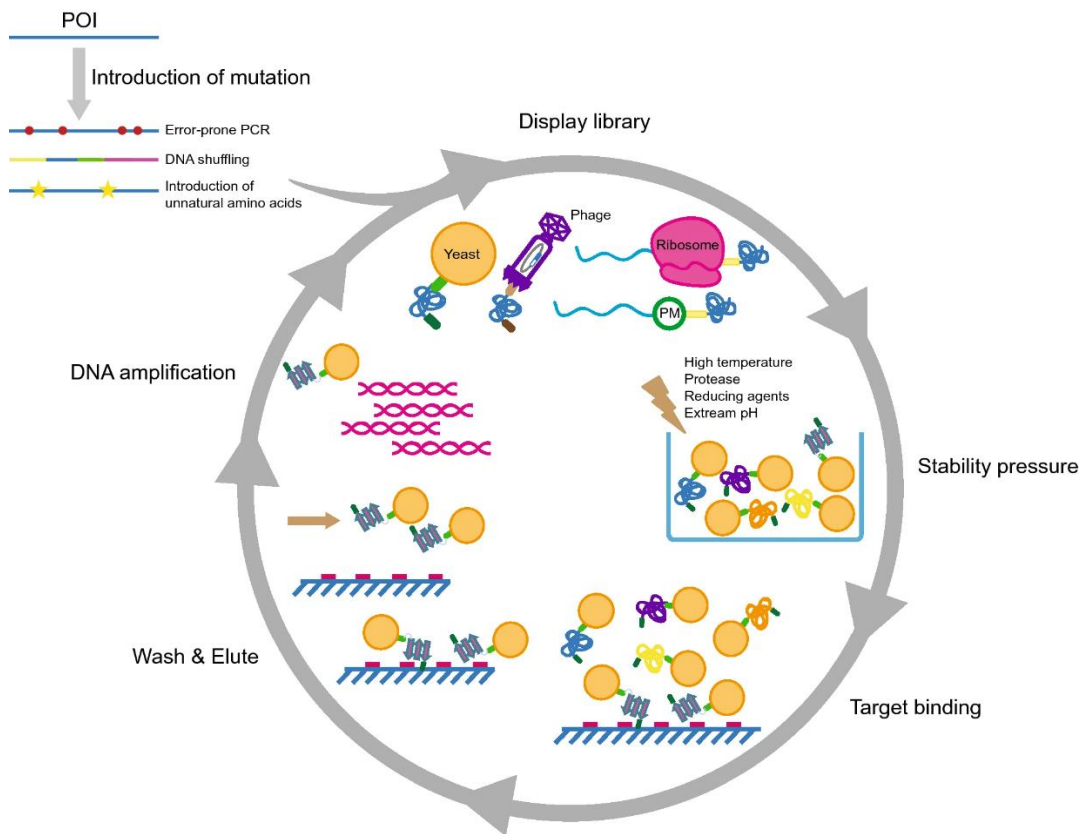 POI
Introduction of mutation
Error-prone PCR
DNA shuffling
Introduction of
unnatural amino acids
Display library
Phage
Yeast
Ribosome
PM
High temperature
Protease
Reducing agents
Extream pH
Stability pressure
Target binding
Wash & Elute
DNA amplification